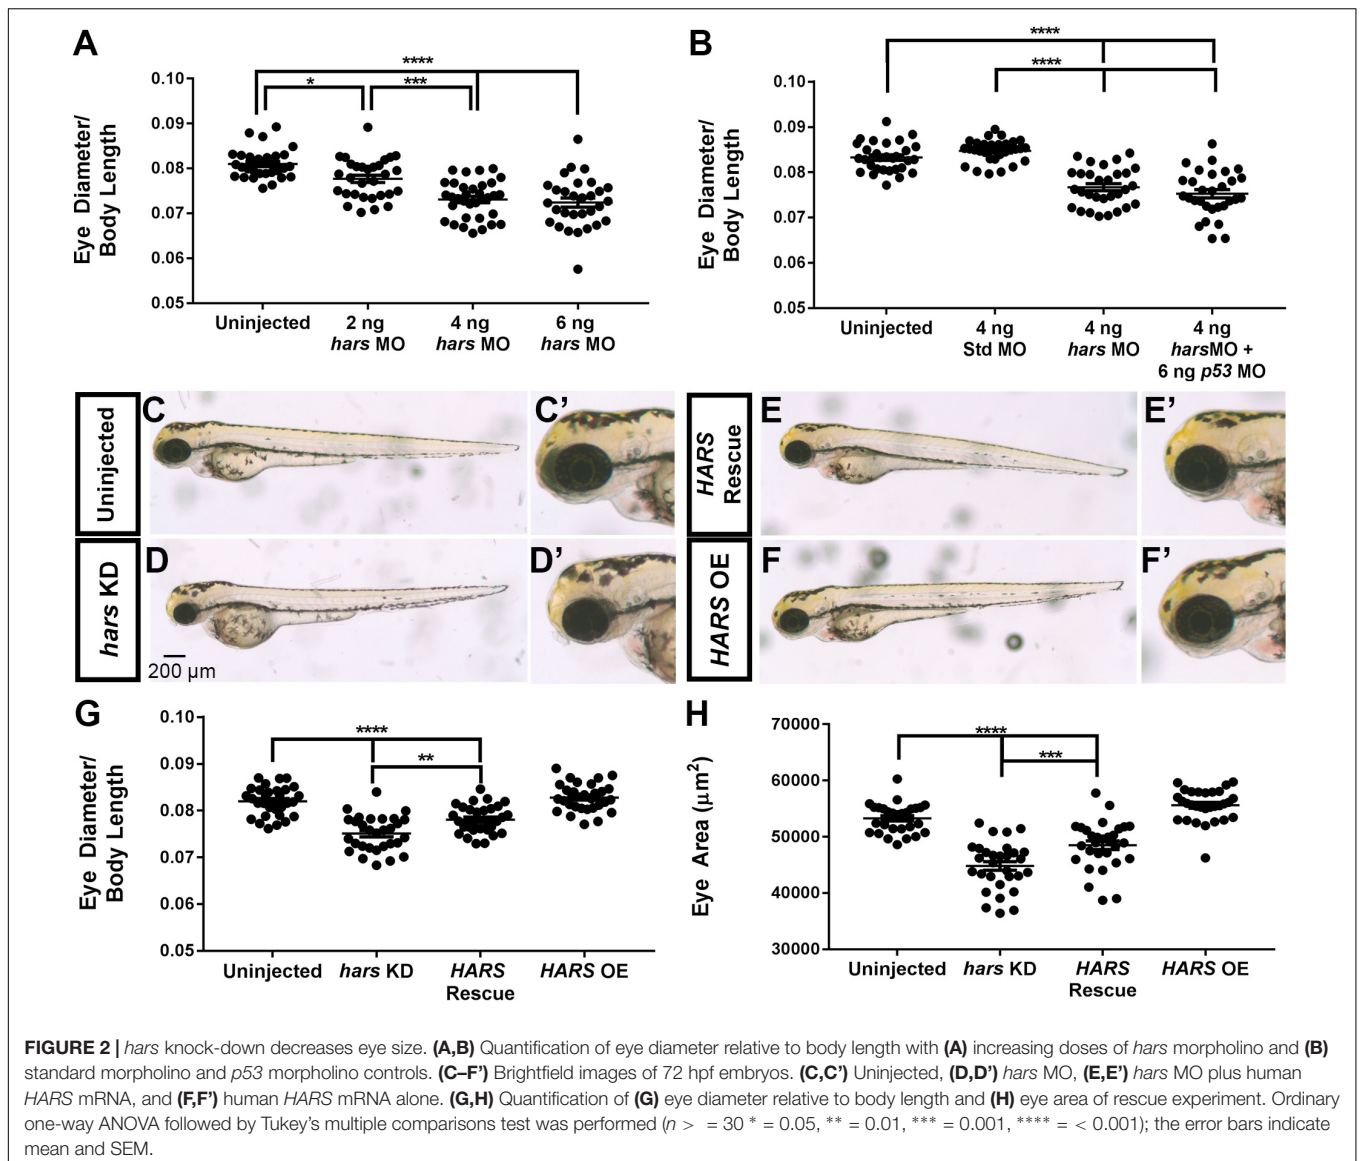 A
****
*
***
0.10
0.09
0.08
0.07
0.06
0.05
Eye Diameter/
Body Length
Uninjected
2 ng
hars MO
4 ng
hars MO
6 ng
hars MO
B
****
****
0.10
0.09
0.08
0.07
0.06
0.05
Eye Diameter/
Body Length
Uninjected
4 ng
Std MO
4 ng
hars MO
4 ng
harsMO +
6 ng p53 MO
Uninjected
C
C’
HARS
Rescue
E
E’
hars KD
D
200 µm
D’
HARS OE
F
F’
G
****
**
0.10
0.09
0.08
0.07
0.06
0.05
Eye Diameter/
Body Length
Uninjected
hars KD
HARS
Rescue
HARS OE
H
****
***
70000
60000
50000
40000
30000
Eye Area (µm2)
Uninjected
hars KD
HARS
Rescue
HARS OE
FIGURE 2 | hars knock-down decreases eye size. (A,B) Quantification of eye diameter relative to body length with (A) increasing doses of hars morpholino and (B)
standard morpholino and p53 morpholino controls. (C–F’) Brightfield images of 72 hpf embryos. (C,C’) Uninjected, (D,D’) hars MO, (E,E’) hars MO plus human
HARS mRNA, and (F,F’) human HARS mRNA alone. (G,H) Quantification of (G) eye diameter relative to body length and (H) eye area of rescue experiment. Ordinary
one-way ANOVA followed by Tukey’s multiple comparisons test was performed (n > = 30 * = 0.05, ** = 0.01, *** = 0.001, **** = < 0.001); the error bars indicate
mean and SEM.